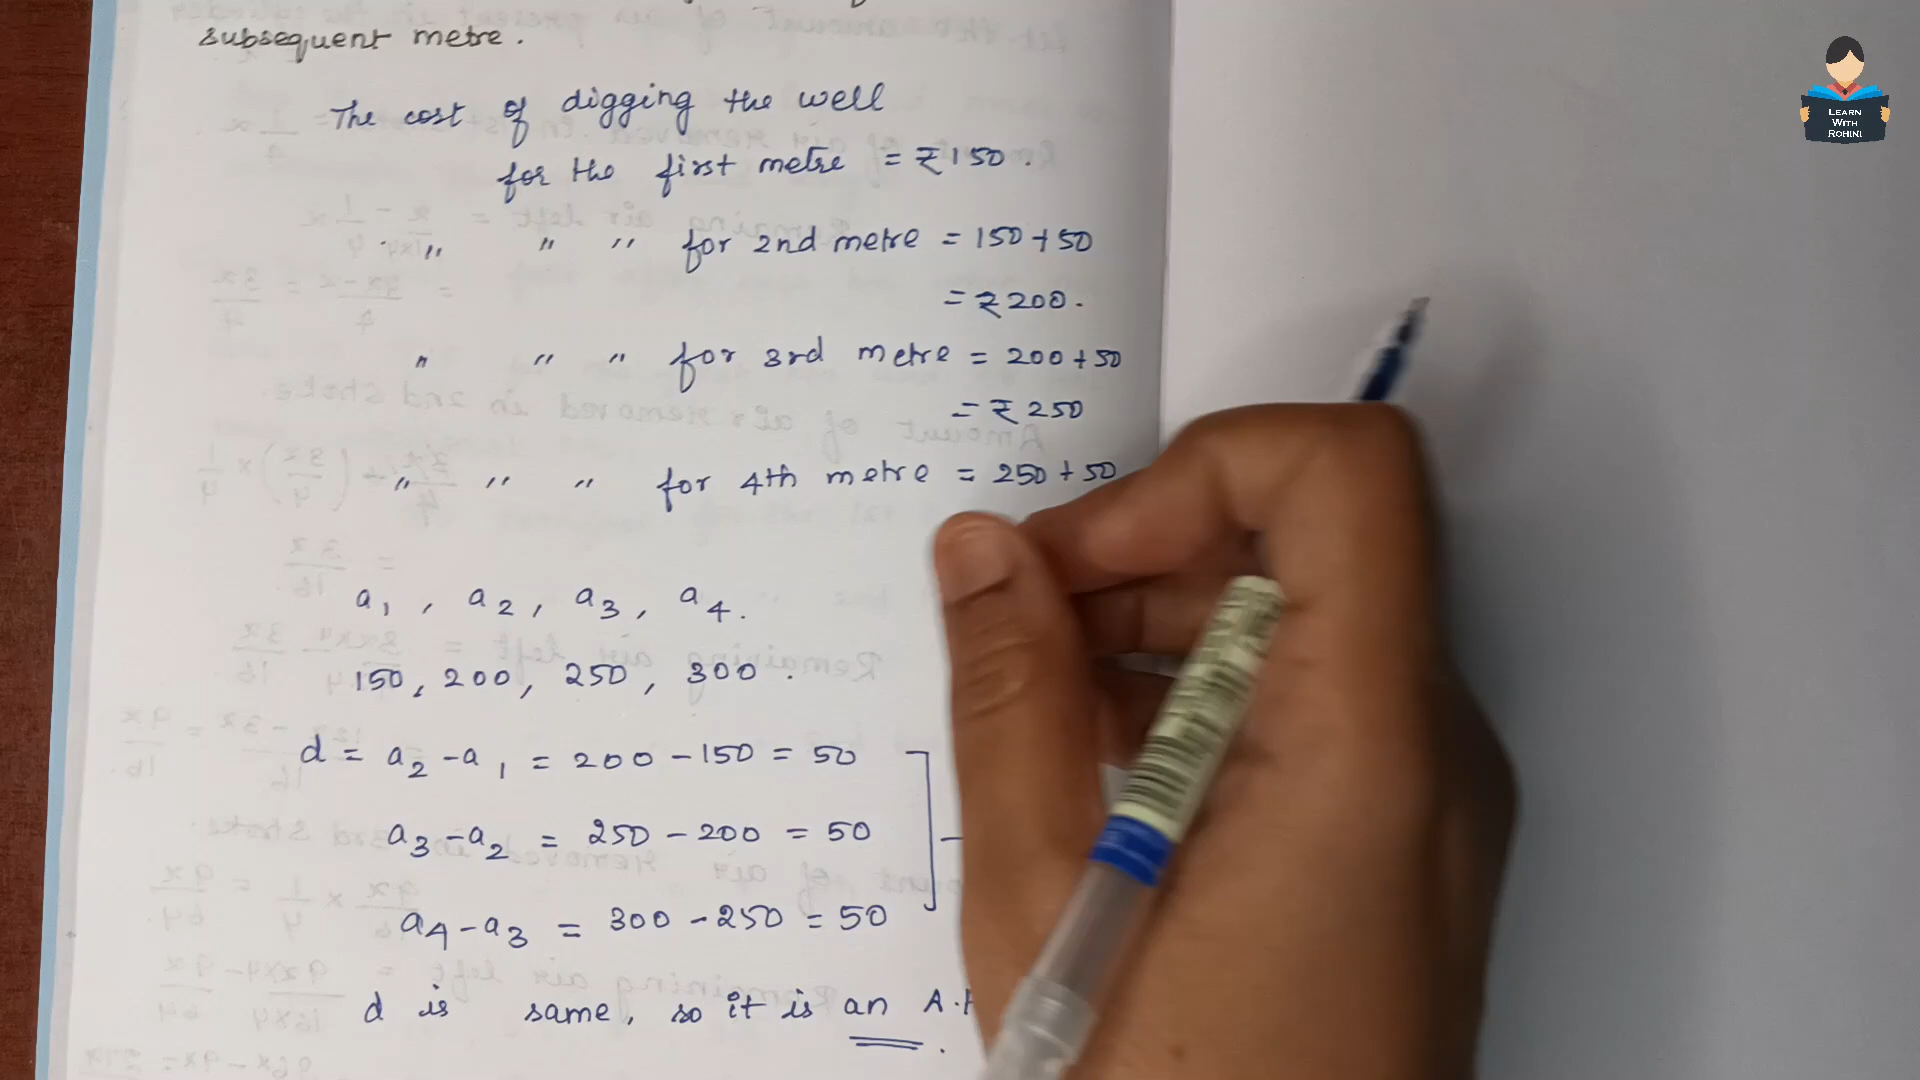 subsequent metre.
The cost of digging the well
for the first metre = ₹150.
" " " for 2nd metre = 150+50
= ₹200.
" " " for 3rd metre = 200+50
= ₹250
" " " for 4th metre = 250+50
a1, a2, a3, a4.
150, 200, 250, 300.
d = a2-a1 = 200-150 = 50
a3-a2 = 250-200 = 50
a4-a3 = 300-250 = 50
d is same, so it is an A.
LEARN
WITH
ROHINI